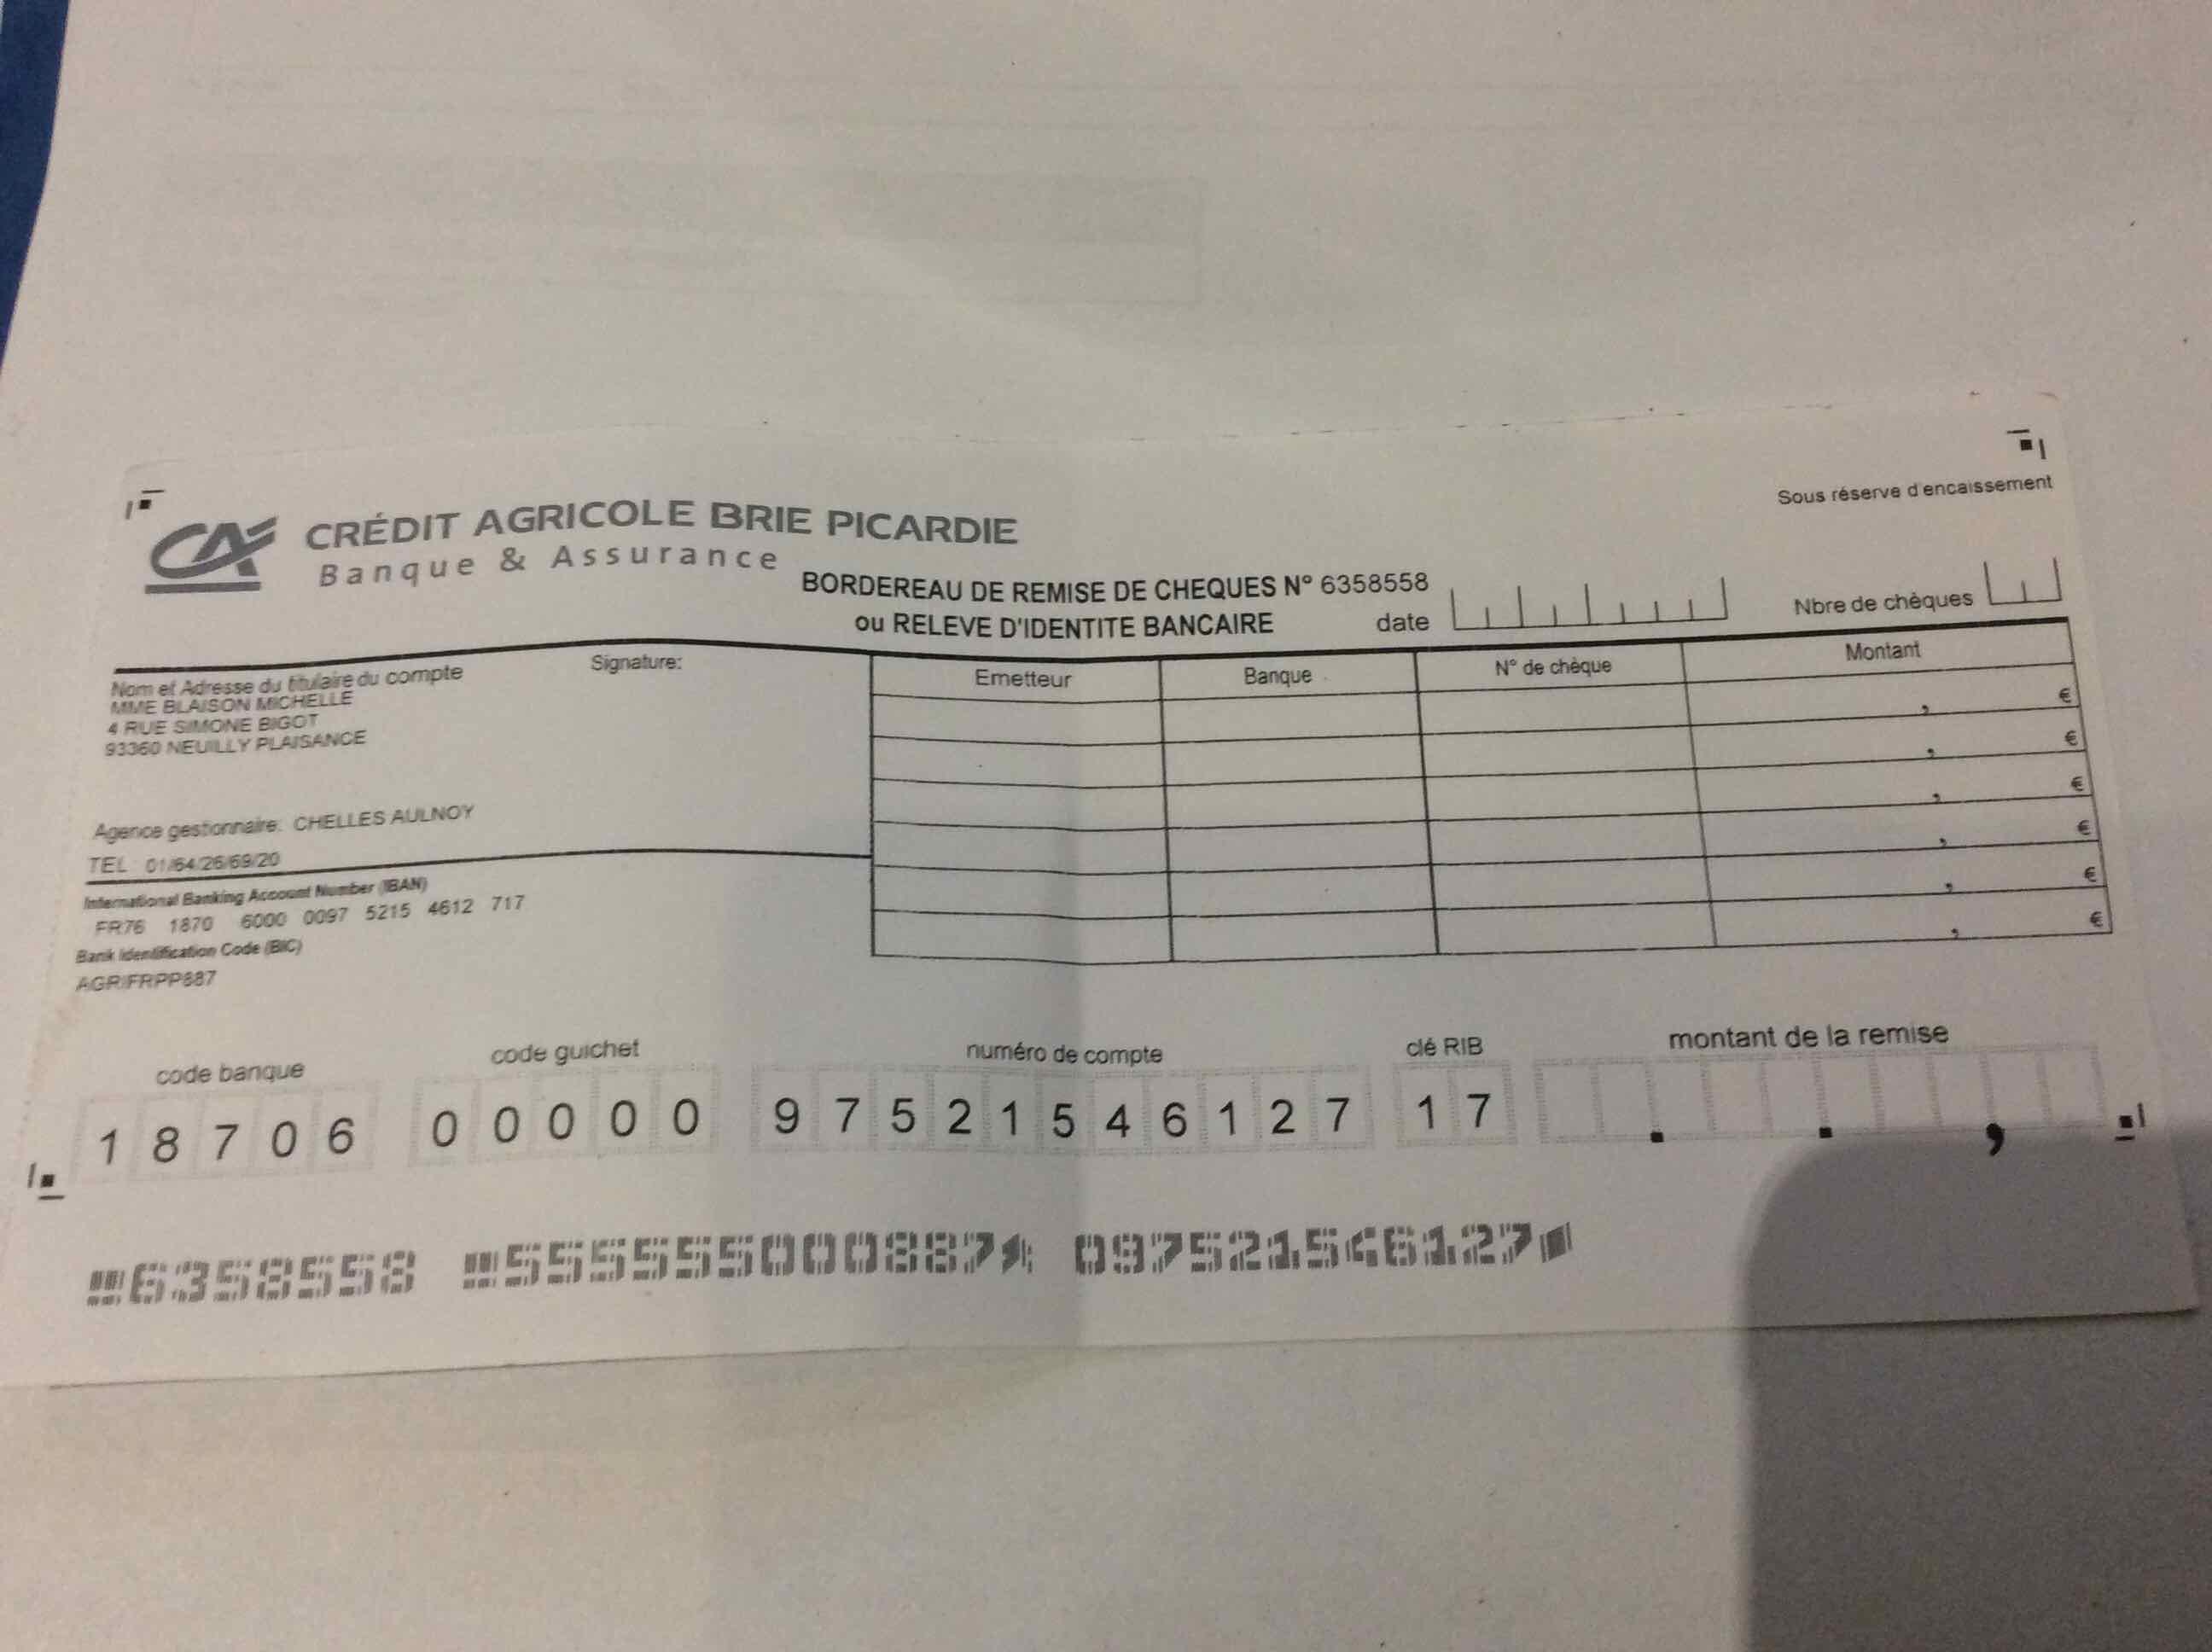 CA CRÉDIT AGRICOLE BRIE PICARDIE
Banque & Assurance
Sous réserve d'encaissement
BORDEREAU DE REMISE DE CHEQUES N° 6358558
ou RELEVE D'IDENTITE BANCAIRE
date
Nbre de chèques
Nom et Adresse du titulaire du compte
Signature:
MME BLAISON MICHELLE
4 RUE SIMONE BIGOT
93360 NEUILLY PLAISANCE
Agence gestionnaire: CHELLES AULNOY
TEL 01/64/26/69/20
International Banking Account Number (IBAN)
FR76 1870 6000 0097 5215 4612 717
Bank Identification Code (BIC)
AGRIFRPP887
Emetteur Banque N° de chèque Montant
, €
, €
, €
, €
, €
, €
code banque code guichet numéro de compte clé RIB montant de la remise
18706 00000 97521546127 17 . . ,
6358558 555555000887 097521546127